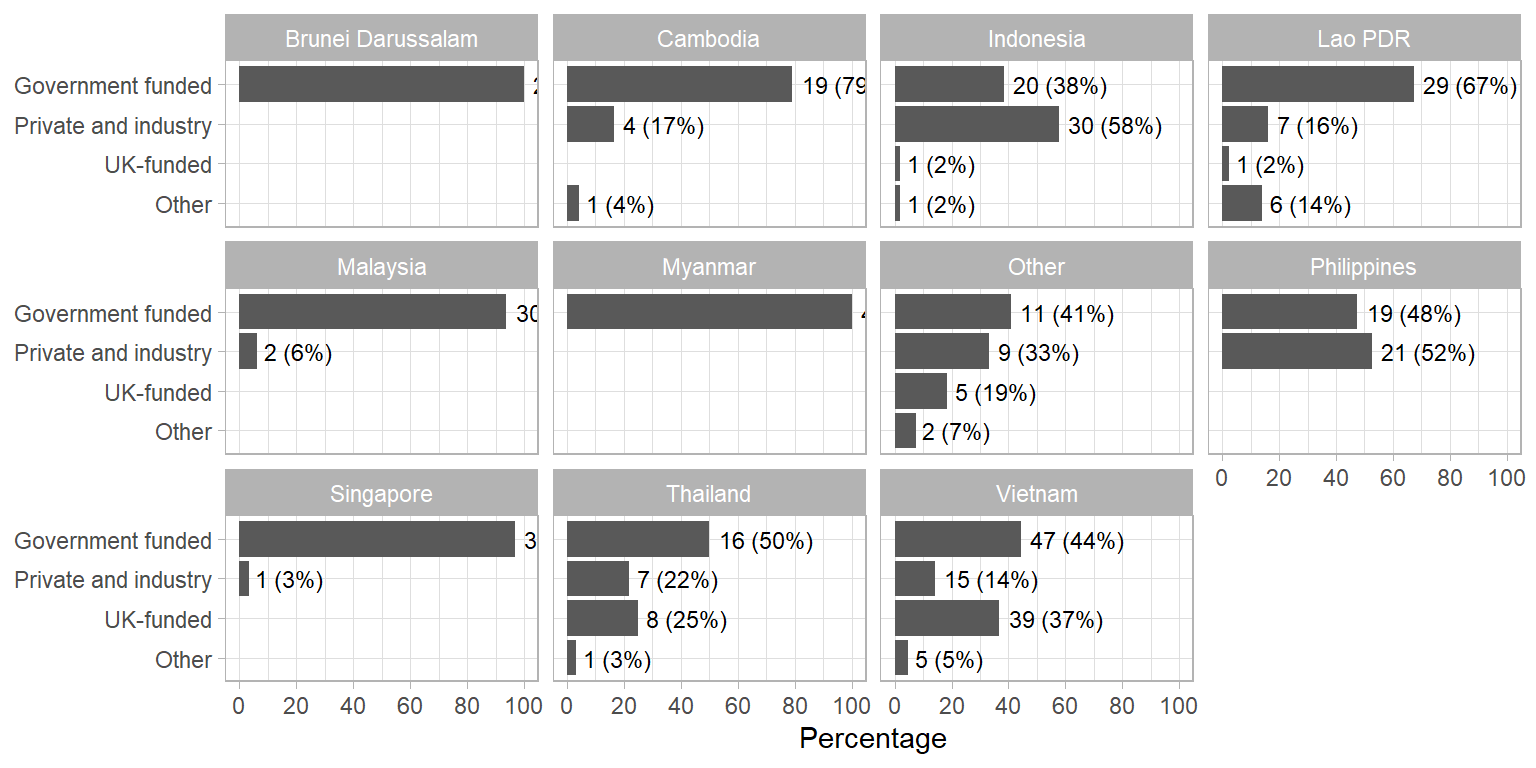 Brunei Darussalam Cambodia Indonesia Lao PDR
Government funded 19 (79 20 (38%) 29 (67%)
Private and industry 4 (17%) 30 (58%) 7 (16%)
UK-funded 1 (2%) 1 (2%)
Other 1 (4%) 1 (2%) 6 (14%)
Malaysia Myanmar Other Philippines
Government funded 30 11 (41%) 19 (48%)
Private and industry 2 (6%) 9 (33%) 21 (52%)
UK-funded 5 (19%)
Other 2 (7%)
0 20 40 60 80 100
Singapore Thailand Vietnam
Government funded 3 16 (50%) 47 (44%)
Private and industry 1 (3%) 7 (22%) 15 (14%)
UK-funded 8 (25%) 39 (37%)
Other 1 (3%) 5 (5%)
0 20 40 60 80 100 0 20 40 60 80 100 0 20 40 60 80 100
Percentage